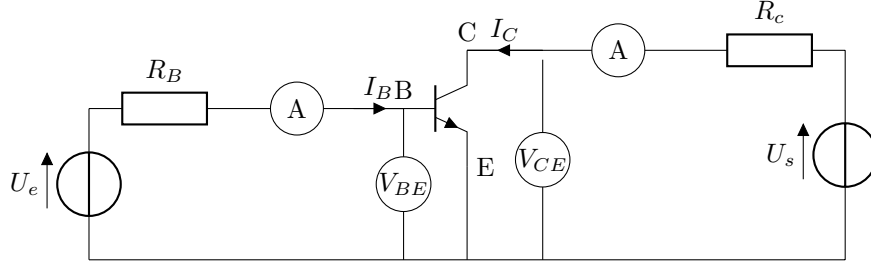 C I_C A R_c
R_B A I_B B
U_e V_BE E V_CE U_s